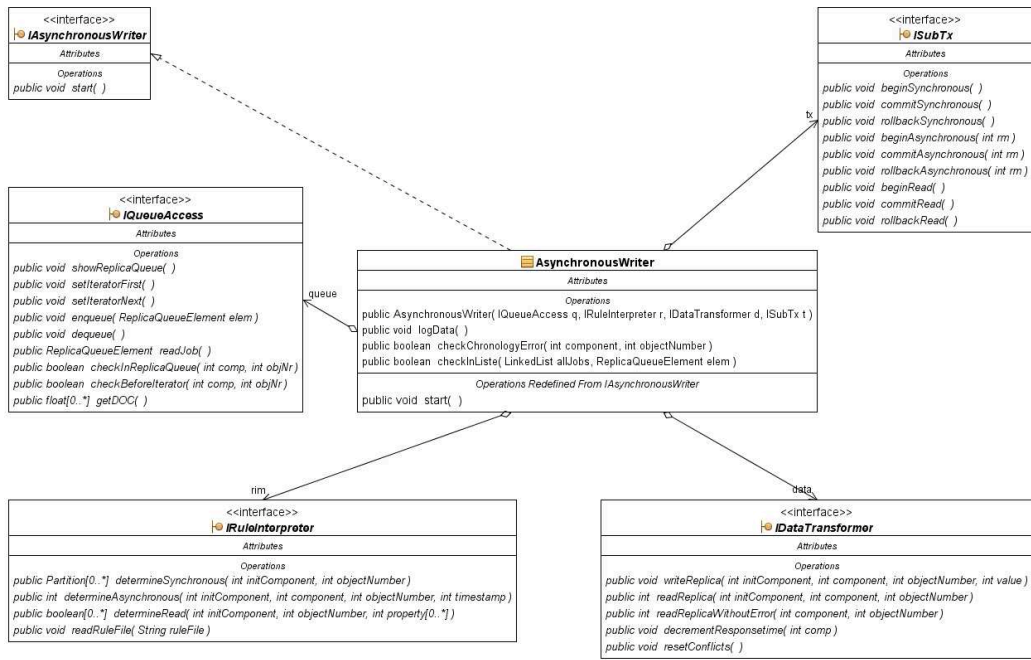 <<interface>>
IAsynchronousWriter
Attributes
Operations
public void start( )
<<interface>>
ISubTx
Attributes
Operations
public void beginSynchronous( )
public void commitSynchronous( )
public void rollbackSynchronous( )
public void beginAsynchronous( int rm )
public void commitAsynchronous( int rm )
public void rollbackAsynchronous( int rm )
public void beginRead( )
public void commitRead( )
public void rollbackRead( )
tx
<<interface>>
IQueueAccess
Attributes
Operations
public void showReplicaQueue( )
public void setIteratorFirst( )
public void setIteratorNext( )
public void enqueue( ReplicaQueueElement elem )
public void dequeue( )
public ReplicaQueueElement readJob( )
public boolean checkInReplicaQueue( int comp, int objNr )
public boolean checkBeforeIterator( int comp, int objNr )
public float[0..*] getDOC( )
queue
AsynchronousWriter
Attributes
Operations
public AsynchronousWriter( IQueueAccess q, IRuleInterpreter r, IDataTransformer d, ISubTx t )
public void logData( )
public boolean checkChronologyError( int component, int objectNumber )
public boolean checkInListe( LinkedList allJobs, ReplicaQueueElement elem )
Operations Redefined From IAsynchronousWriter
public void start( )
rim
<<interface>>
IRuleInterpreter
Attributes
Operations
public Partition[0..*] determineSynchronous( int initComponent, int objectNumber )
public int determineAsynchronous( int initComponent, int component, int objectNumber, int timestamp )
public boolean[0..*] determineRead( int initComponent, int objectNumber, int property[0..*] )
public void readRuleFile( String ruleFile )
data
<<interface>>
IDataTransformer
Attributes
Operations
public void writeReplica( int initComponent, int component, int objectNumber, int value )
public int readReplica( int initComponent, int component, int objectNumber )
public int readReplicaWithoutError( int component, int objectNumber )
public void decrementResponsetime( int comp )
public void resetConflicts( )